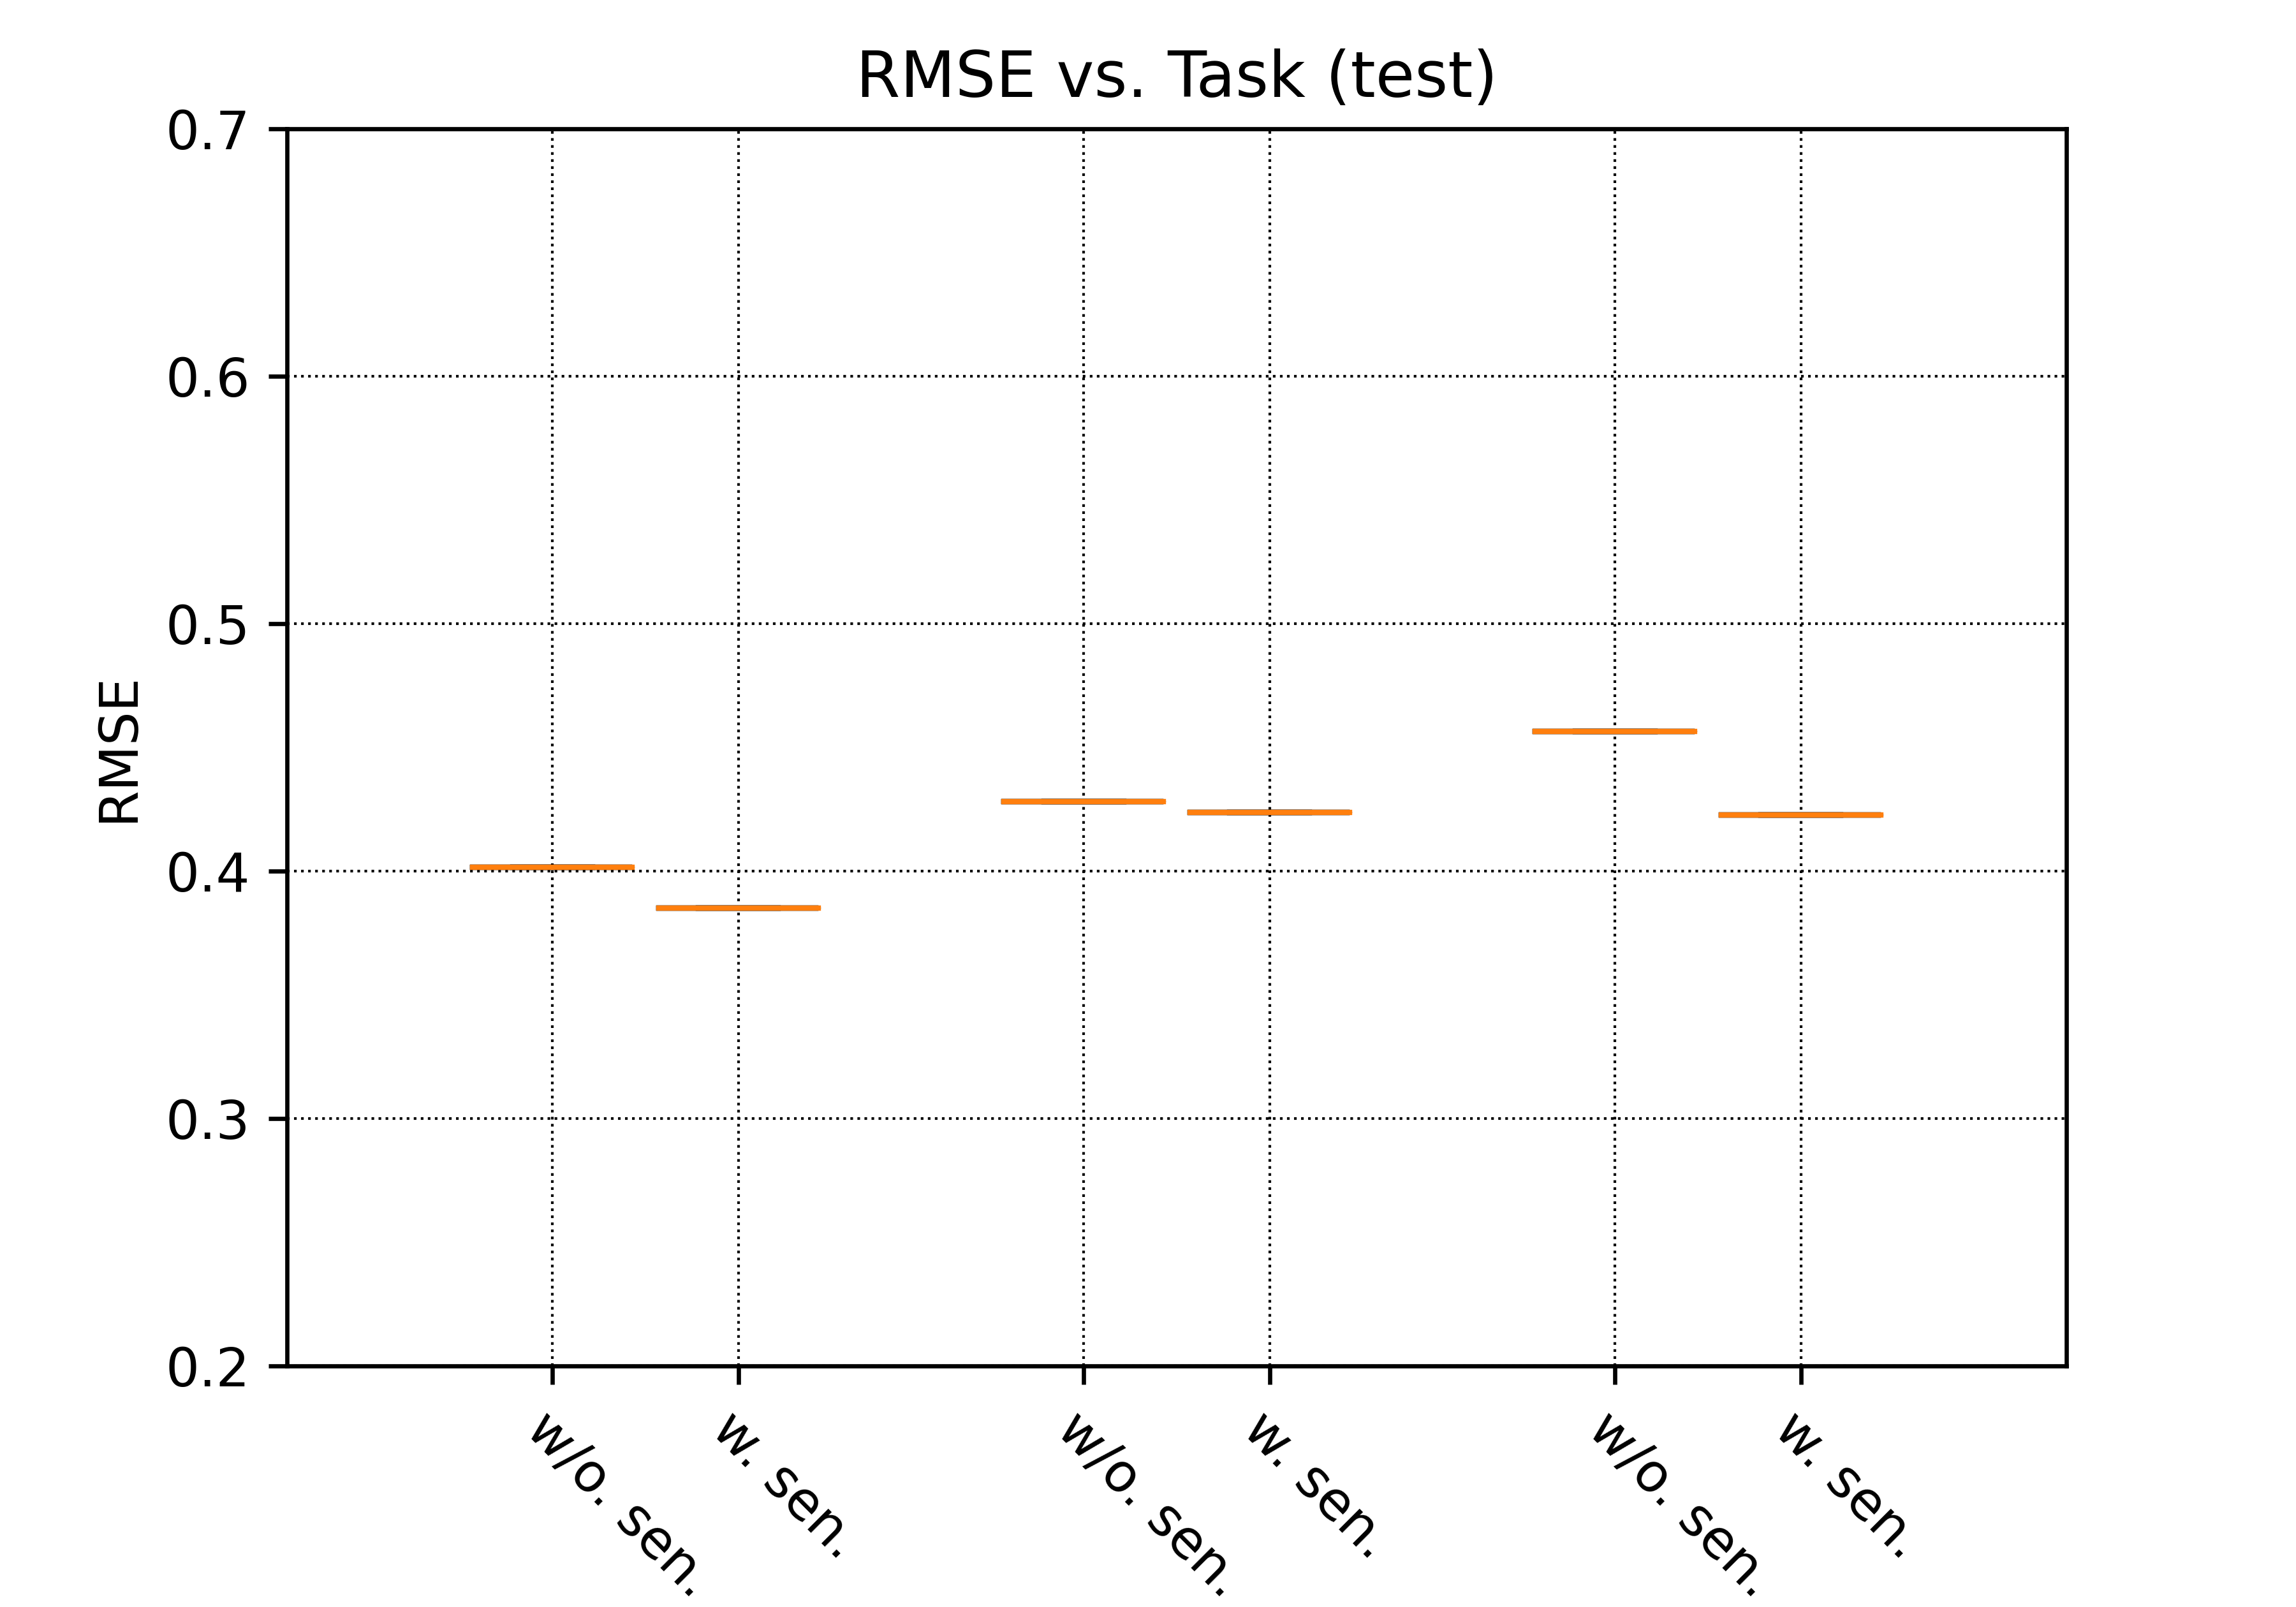 RMSE vs. Task (test)
0.7
0.6
0.5
0.4
0.3
0.2
RMSE
w/o. sen.
w. sen.
w/o. sen.
w. sen.
w/o. sen.
w. sen.